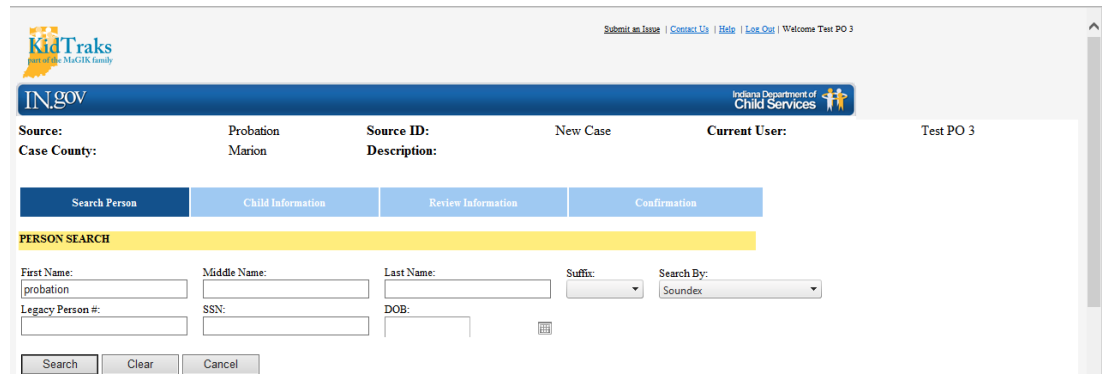 Submit an Issue | Contact Us | Help | Log Out | Welcome Test PO 3
KidTraks
part of the MaGIK family
IN.gov
Indiana Department of
Child Services
Source: Probation Source ID: New Case Current User: Test PO 3
Case County: Marion Description:
Search Person Child Information Review Information Confirmation
PERSON SEARCH
First Name: Middle Name: Last Name: Suffix: Search By:
probation Soundex
Legacy Person #: SSN: DOB:
Search Clear Cancel